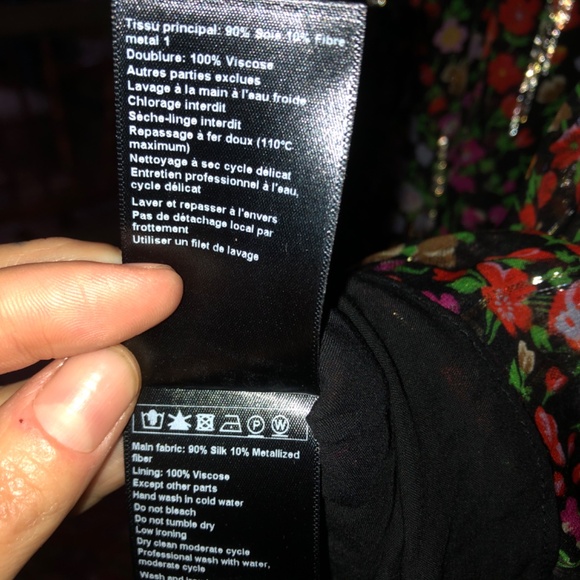 Tissu principal: 90% Soie 10% Fibre
metal 1
Doublure: 100% Viscose
Autres parties exclues
Lavage à la main à l'eau froide
Chlorage interdit
Sèche-linge interdit
Repassage à fer doux (110°C
maximum)
Nettoyage à sec cycle délicat
Entretien professionnel à l'eau,
cycle délicat
Laver et repasser à l'envers
Pas de détachage local par
frottement
Utiliser un filet de lavage
P W
Main fabric: 90% Silk 10% Metallized
fiber
Lining: 100% Viscose
Except other parts
Hand wash in cold water
Do not bleach
Do not tumble dry
Low ironing
Dry clean moderate cycle
Professional wash with water,
moderate cycle
Wash and